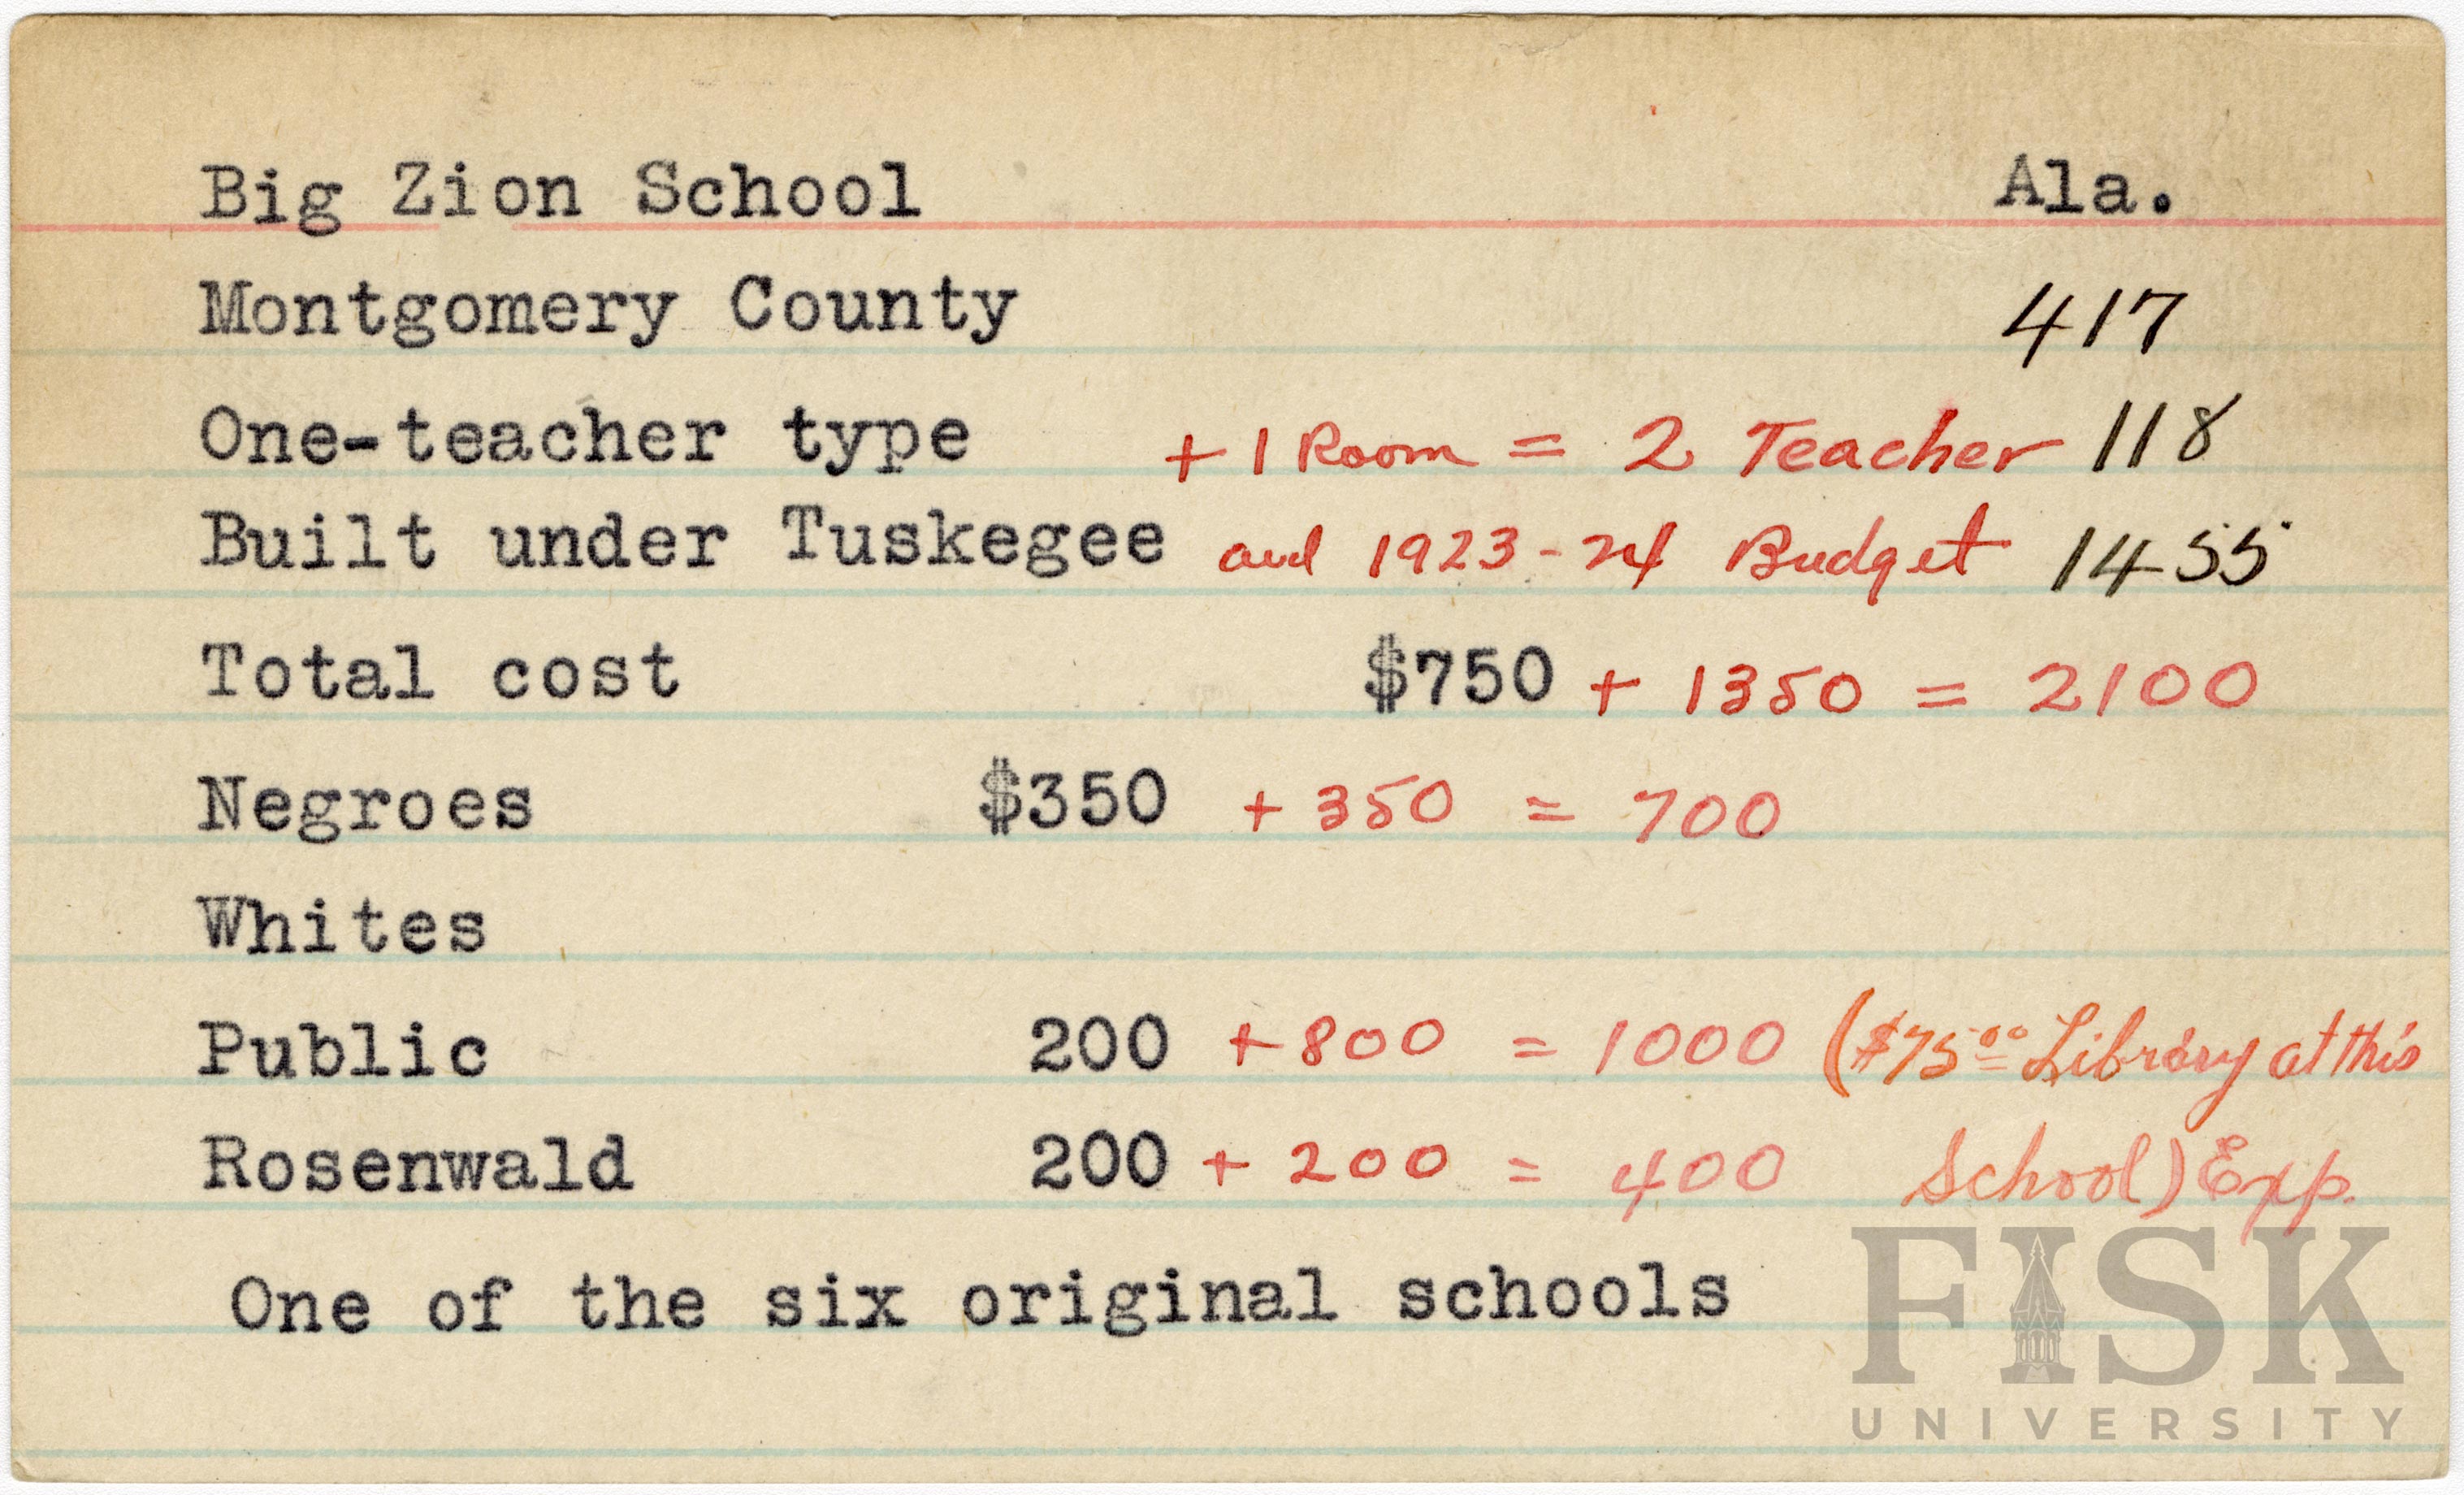 Big Zion School Ala.
Montgomery County 417
One-teacher type + 1 Room = 2 Teacher 118
Built under Tuskegee and 1923-24 Budget 1455
Total cost $750 + 1350 = 2100
Negroes $350 + 350 = 700
Whites
Public 200 + 800 = 1000 ($75.00 Library at this
Rosenwald 200 + 200 = 400 School) Exp.
One of the six original schools
FISK
UNIVERSITY